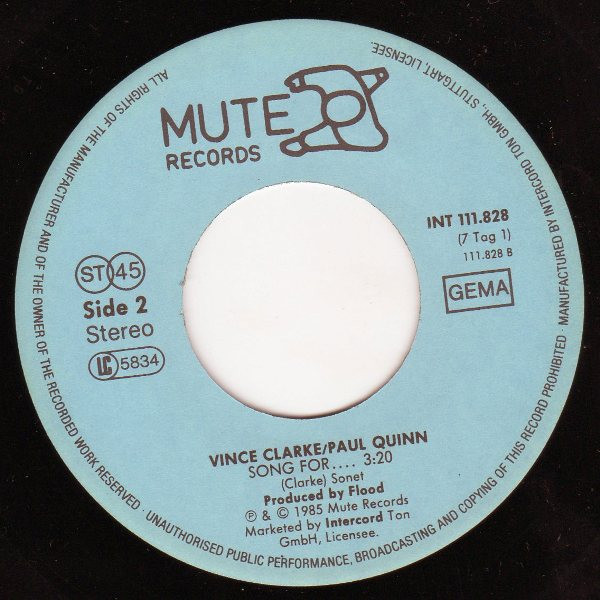 MUTE
RECORDS
INT 111.828
(7 Tag 1)
111.828 B
GEMA
ST 45
Side 2
Stereo
LC 5834
VINCE CLARKE/PAUL QUINN
SONG FOR.... 3:20
(Clarke) Sonet
Produced by Flood
℗ & © 1985 Mute Records
Marketed by Intercord Ton
GmbH, Licensee.
ALL RIGHTS OF THE MANUFACTURER AND OF THE OWNER OF THE RECORDED WORK RESERVED · UNAUTHORISED PUBLIC PERFORMANCE, BROADCASTING AND COPYING OF THIS RECORD PROHIBITED · MANUFACTURED BY INTERCORD TON GMBH., STUTTGART, LICENSEE.